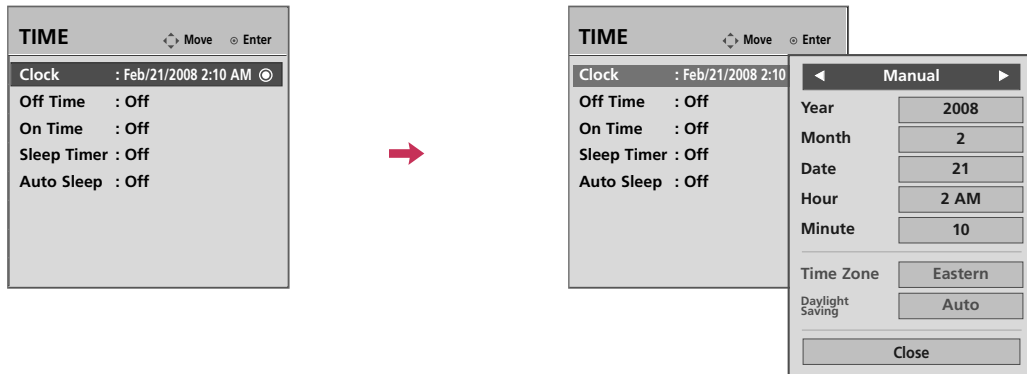 TIME Move Enter
Clock : Feb/21/2008 2:10 AM
Off Time : Off
On Time : Off
Sleep Timer : Off
Auto Sleep : Off
TIME Move Enter
Clock : Feb/21/2008 2:10
Off Time : Off
On Time : Off
Sleep Timer : Off
Auto Sleep : Off
Manual
Year 2008
Month 2
Date 21
Hour 2 AM
Minute 10
Time Zone Eastern
Daylight
Saving Auto
Close